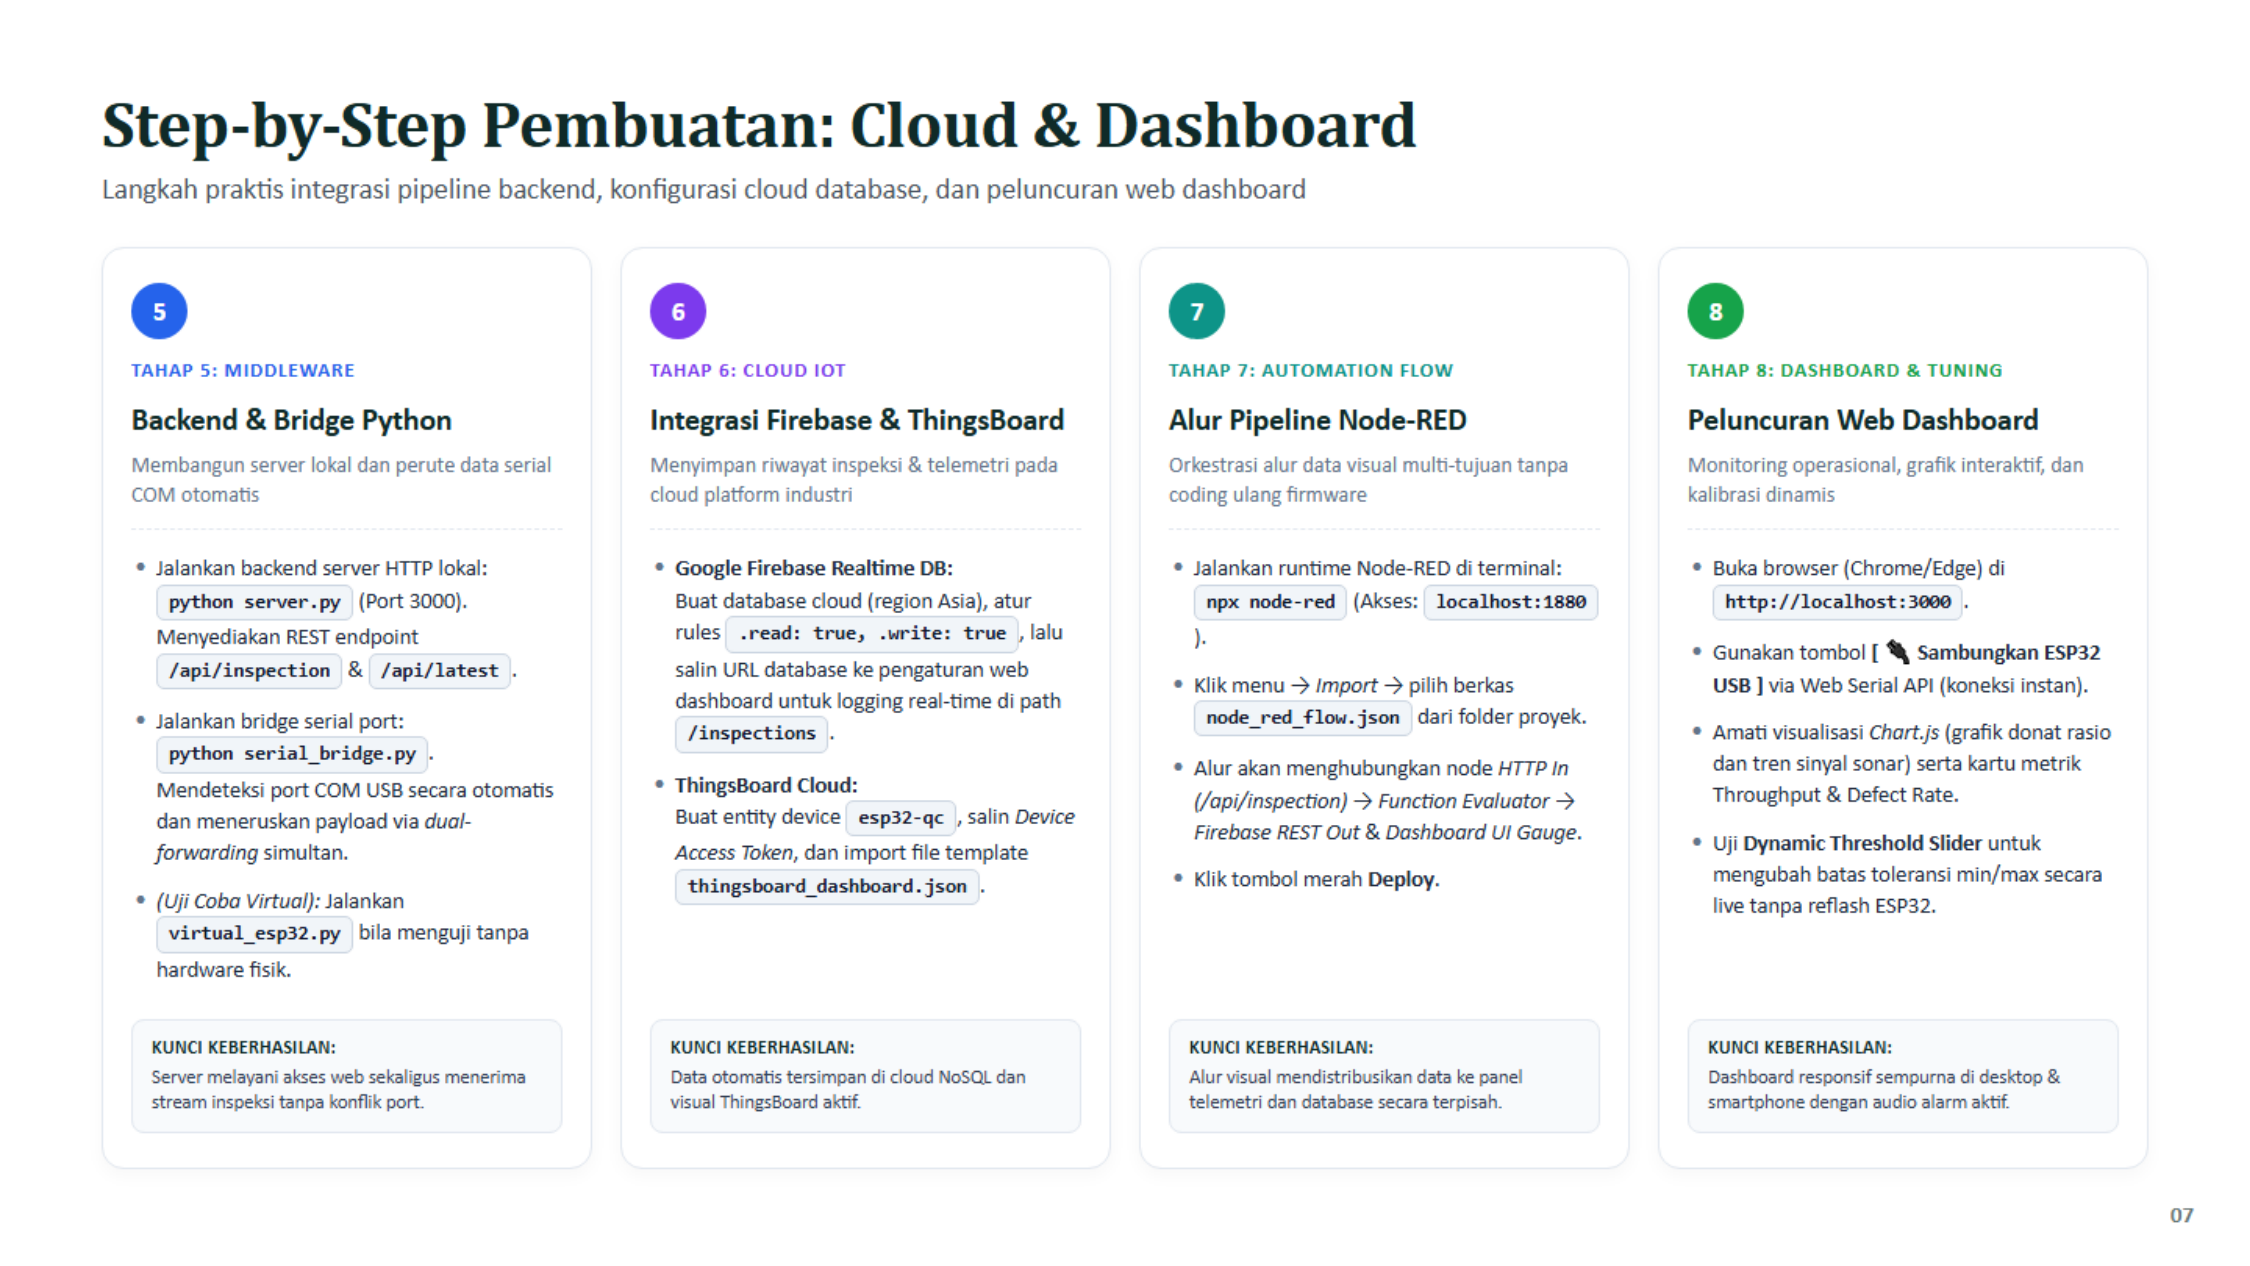 Step-by-Step Pembuatan: Cloud & Dashboard
Langkah praktis integrasi pipeline backend, konfigurasi cloud database, dan peluncuran web dashboard
5
TAHAP 5: MIDDLEWARE
Backend & Bridge Python
Membangun server lokal dan perute data serial
COM otomatis
• Jalankan backend server HTTP lokal:
python server.py (Port 3000).
Menyediakan REST endpoint
/api/inspection & /api/latest .
• Jalankan bridge serial port:
python serial_bridge.py .
Mendeteksi port COM USB secara otomatis
dan meneruskan payload via dual-
forwarding simultan.
• (Uji Coba Virtual): Jalankan
virtual_esp32.py bila menguji tanpa
hardware fisik.
KUNCI KEBERHASILAN:
Server melayani akses web sekaligus menerima
stream inspeksi tanpa konflik port.
6
TAHAP 6: CLOUD IOT
Integrasi Firebase & ThingsBoard
Menyimpan riwayat inspeksi & telemetri pada
cloud platform industri
• Google Firebase Realtime DB:
Buat database cloud (region Asia), atur
rules .read: true, .write: true , lalu
salin URL database ke pengaturan web
dashboard untuk logging real-time di path
/inspections .
• ThingsBoard Cloud:
Buat entity device esp32-qc , salin Device
Access Token, dan import file template
thingsboard_dashboard.json .
KUNCI KEBERHASILAN:
Data otomatis tersimpan di cloud NoSQL dan
visual ThingsBoard aktif.
7
TAHAP 7: AUTOMATION FLOW
Alur Pipeline Node-RED
Orkestrasi alur data visual multi-tujuan tanpa
coding ulang firmware
• Jalankan runtime Node-RED di terminal:
npx node-red (Akses: localhost:1880
).
• Klik menu → Import → pilih berkas
node_red_flow.json dari folder proyek.
• Alur akan menghubungkan node HTTP In
(/api/inspection) → Function Evaluator →
Firebase REST Out & Dashboard UI Gauge.
• Klik tombol merah Deploy.
KUNCI KEBERHASILAN:
Alur visual mendistribusikan data ke panel
telemetri dan database secara terpisah.
8
TAHAP 8: DASHBOARD & TUNING
Peluncuran Web Dashboard
Monitoring operasional, grafik interaktif, dan
kalibrasi dinamis
• Buka browser (Chrome/Edge) di
http://localhost:3000 .
• Gunakan tombol [ 🔌 Sambungkan ESP32
USB ] via Web Serial API (koneksi instan).
• Amati visualisasi Chart.js (grafik donat rasio
dan tren sinyal sonar) serta kartu metrik
Throughput & Defect Rate.
• Uji Dynamic Threshold Slider untuk
mengubah batas toleransi min/max secara
live tanpa reflash ESP32.
KUNCI KEBERHASILAN:
Dashboard responsif sempurna di desktop &
smartphone dengan audio alarm aktif.
07